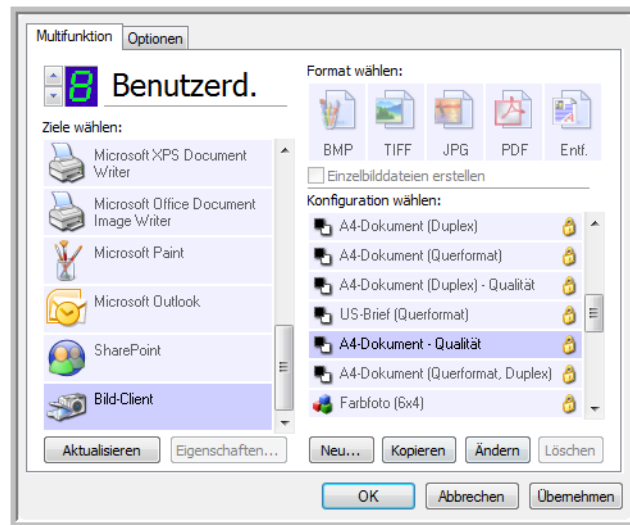 Multifunktion
Optionen
8
Benutzerd.
Ziele wählen:
Microsoft XPS Document
Writer
Microsoft Office Document
Image Writer
Microsoft Paint
Microsoft Outlook
SharePoint
Bild-Client
Aktualisieren
Eigenschaften...
Format wählen:
BMP
TIFF
JPG
PDF
Entf.
Einzelbilddateien erstellen
Konfiguration wählen:
A4-Dokument (Duplex)
A4-Dokument (Querformat)
A4-Dokument (Duplex) - Qualität
US-Brief (Querformat)
A4-Dokument - Qualität
A4-Dokument (Querformat, Duplex)
Farbfoto (6x4)
Neu...
Kopieren
Ändern
Löschen
OK
Abbrechen
Übernehmen